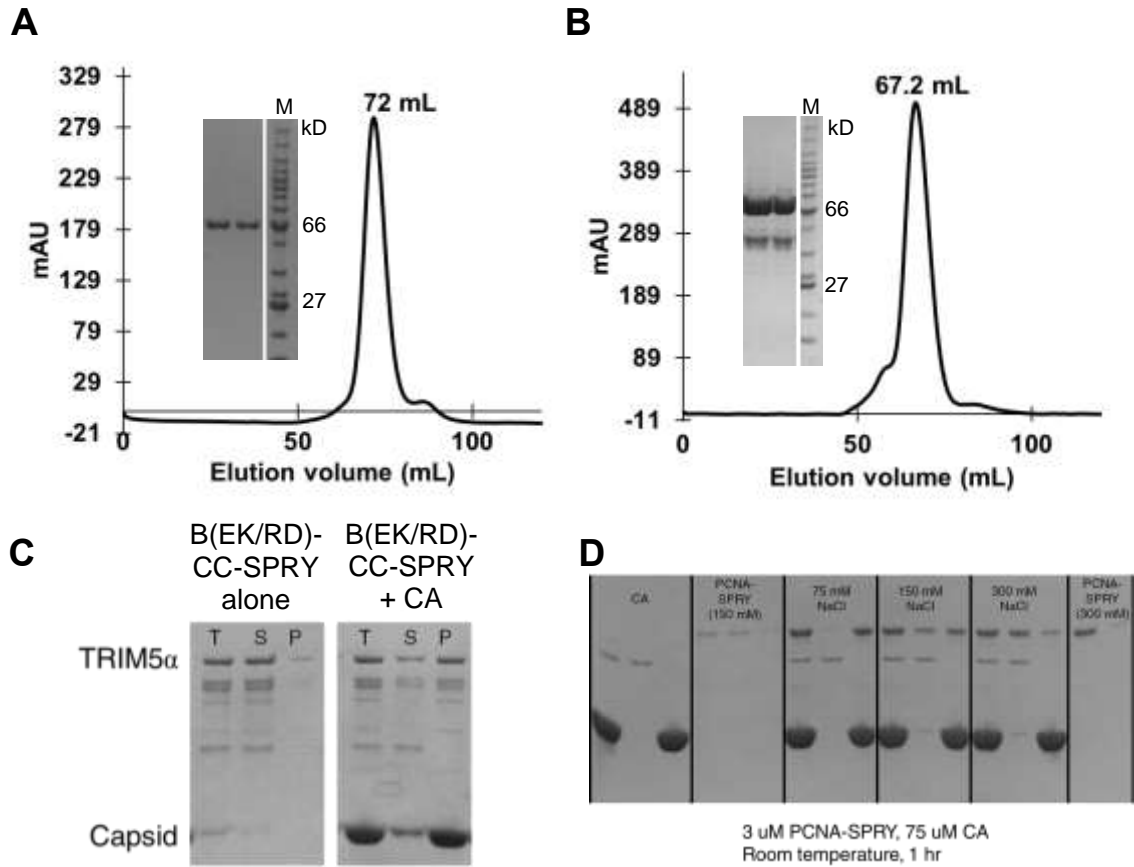 A
329
279
229
179
129
79
29
-21
mAU
0
50
100
Elution volume (mL)
72 mL
M
kD
66
27
B
489
389
289
189
89
-11
mAU
0
50
100
Elution volume (mL)
67.2 mL
M
kD
66
27
C
B(EK/RD)-
CC-SPRY
alone
B(EK/RD)-
CC-SPRY
+ CA
T S P
T S P
TRIM5α
Capsid
D
CA
PCNA-
SPRY
(150 mM)
75 mM
NaCl
150 mM
NaCl
300 mM
NaCl
PCNA-
SPRY
(300 mM)
3 uM PCNA-SPRY, 75 uM CA
Room temperature, 1 hr